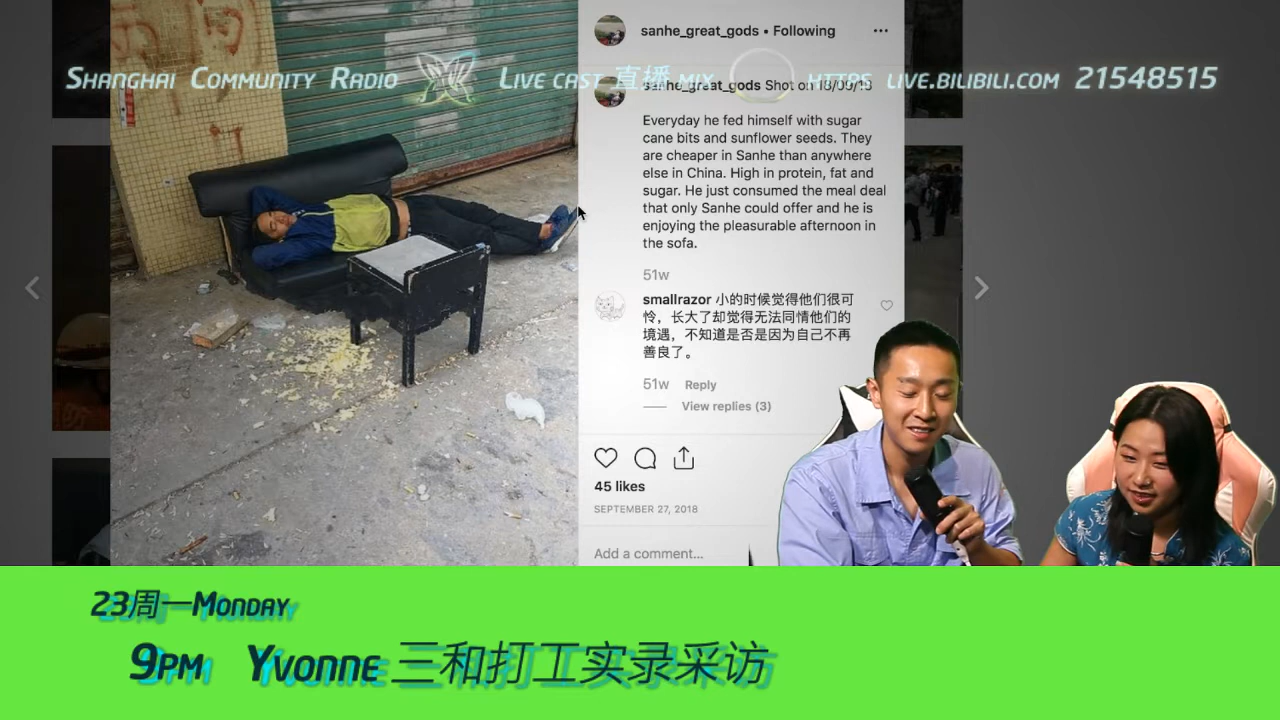 sanhe_great_gods • Following
SHANGHAI COMMUNITY RADIO
LIVE CAST 直播 MIX
HTTPS LIVE.BILIBILI.COM 21548515
sanhe_great_gods Shot on 18/09/18
Everyday he fed himself with sugar
cane bits and sunflower seeds. They
are cheaper in Sanhe than anywhere
else in China. High in protein, fat and
sugar. He just consumed the meal deal
that only Sanhe could offer and he is
enjoying the pleasurable afternoon in
the sofa.
51w
smallrazor 小的时候觉得他们很可
怜，长大了却觉得无法同情他们的
境遇，不知道是否是因为自己不再
善良了。
51w Reply
View replies (3)
45 likes
SEPTEMBER 27, 2018
Add a comment...
23周一MONDAY
9PM YVONNE 三和打工实录采访